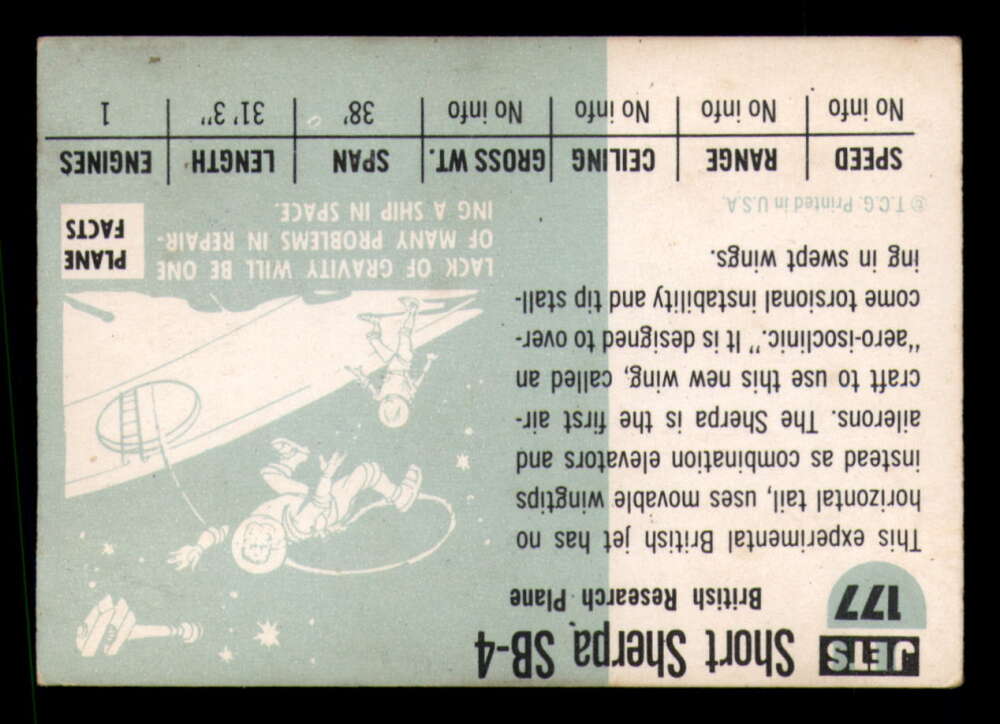 JETS
177
Short Sherpa SB-4
British Research Plane
This experimental British jet has no
horizontal tail, uses movable wingtips
instead as combination elevators and
ailerons. The Sherpa is the first air-
craft to use this new wing, called an
"aero-isoclinic." It is designed to over-
come torsional instability and tip stall-
ing in swept wings.
© T.C.G. Printed in U.S.A.
LACK OF GRAVITY WILL BE ONE
OF MANY PROBLEMS IN REPAIR-
ING A SHIP IN SPACE.
PLANE
FACTS
SPEED RANGE CEILING GROSS WT. SPAN LENGTH ENGINES
No info No info No info No info 38' 31' 3" 1